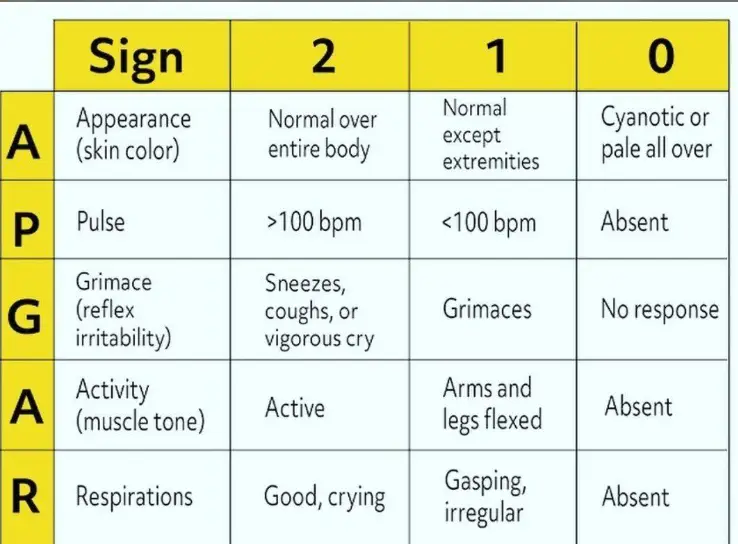 Sign 2 1 0
A Appearance (skin color) Normal over entire body Normal except extremities Cyanotic or pale all over
P Pulse >100 bpm <100 bpm Absent
G Grimace (reflex irritability) Sneezes, coughs, or vigorous cry Grimaces No response
A Activity (muscle tone) Active Arms and legs flexed Absent
R Respirations Good, crying Gasping, irregular Absent